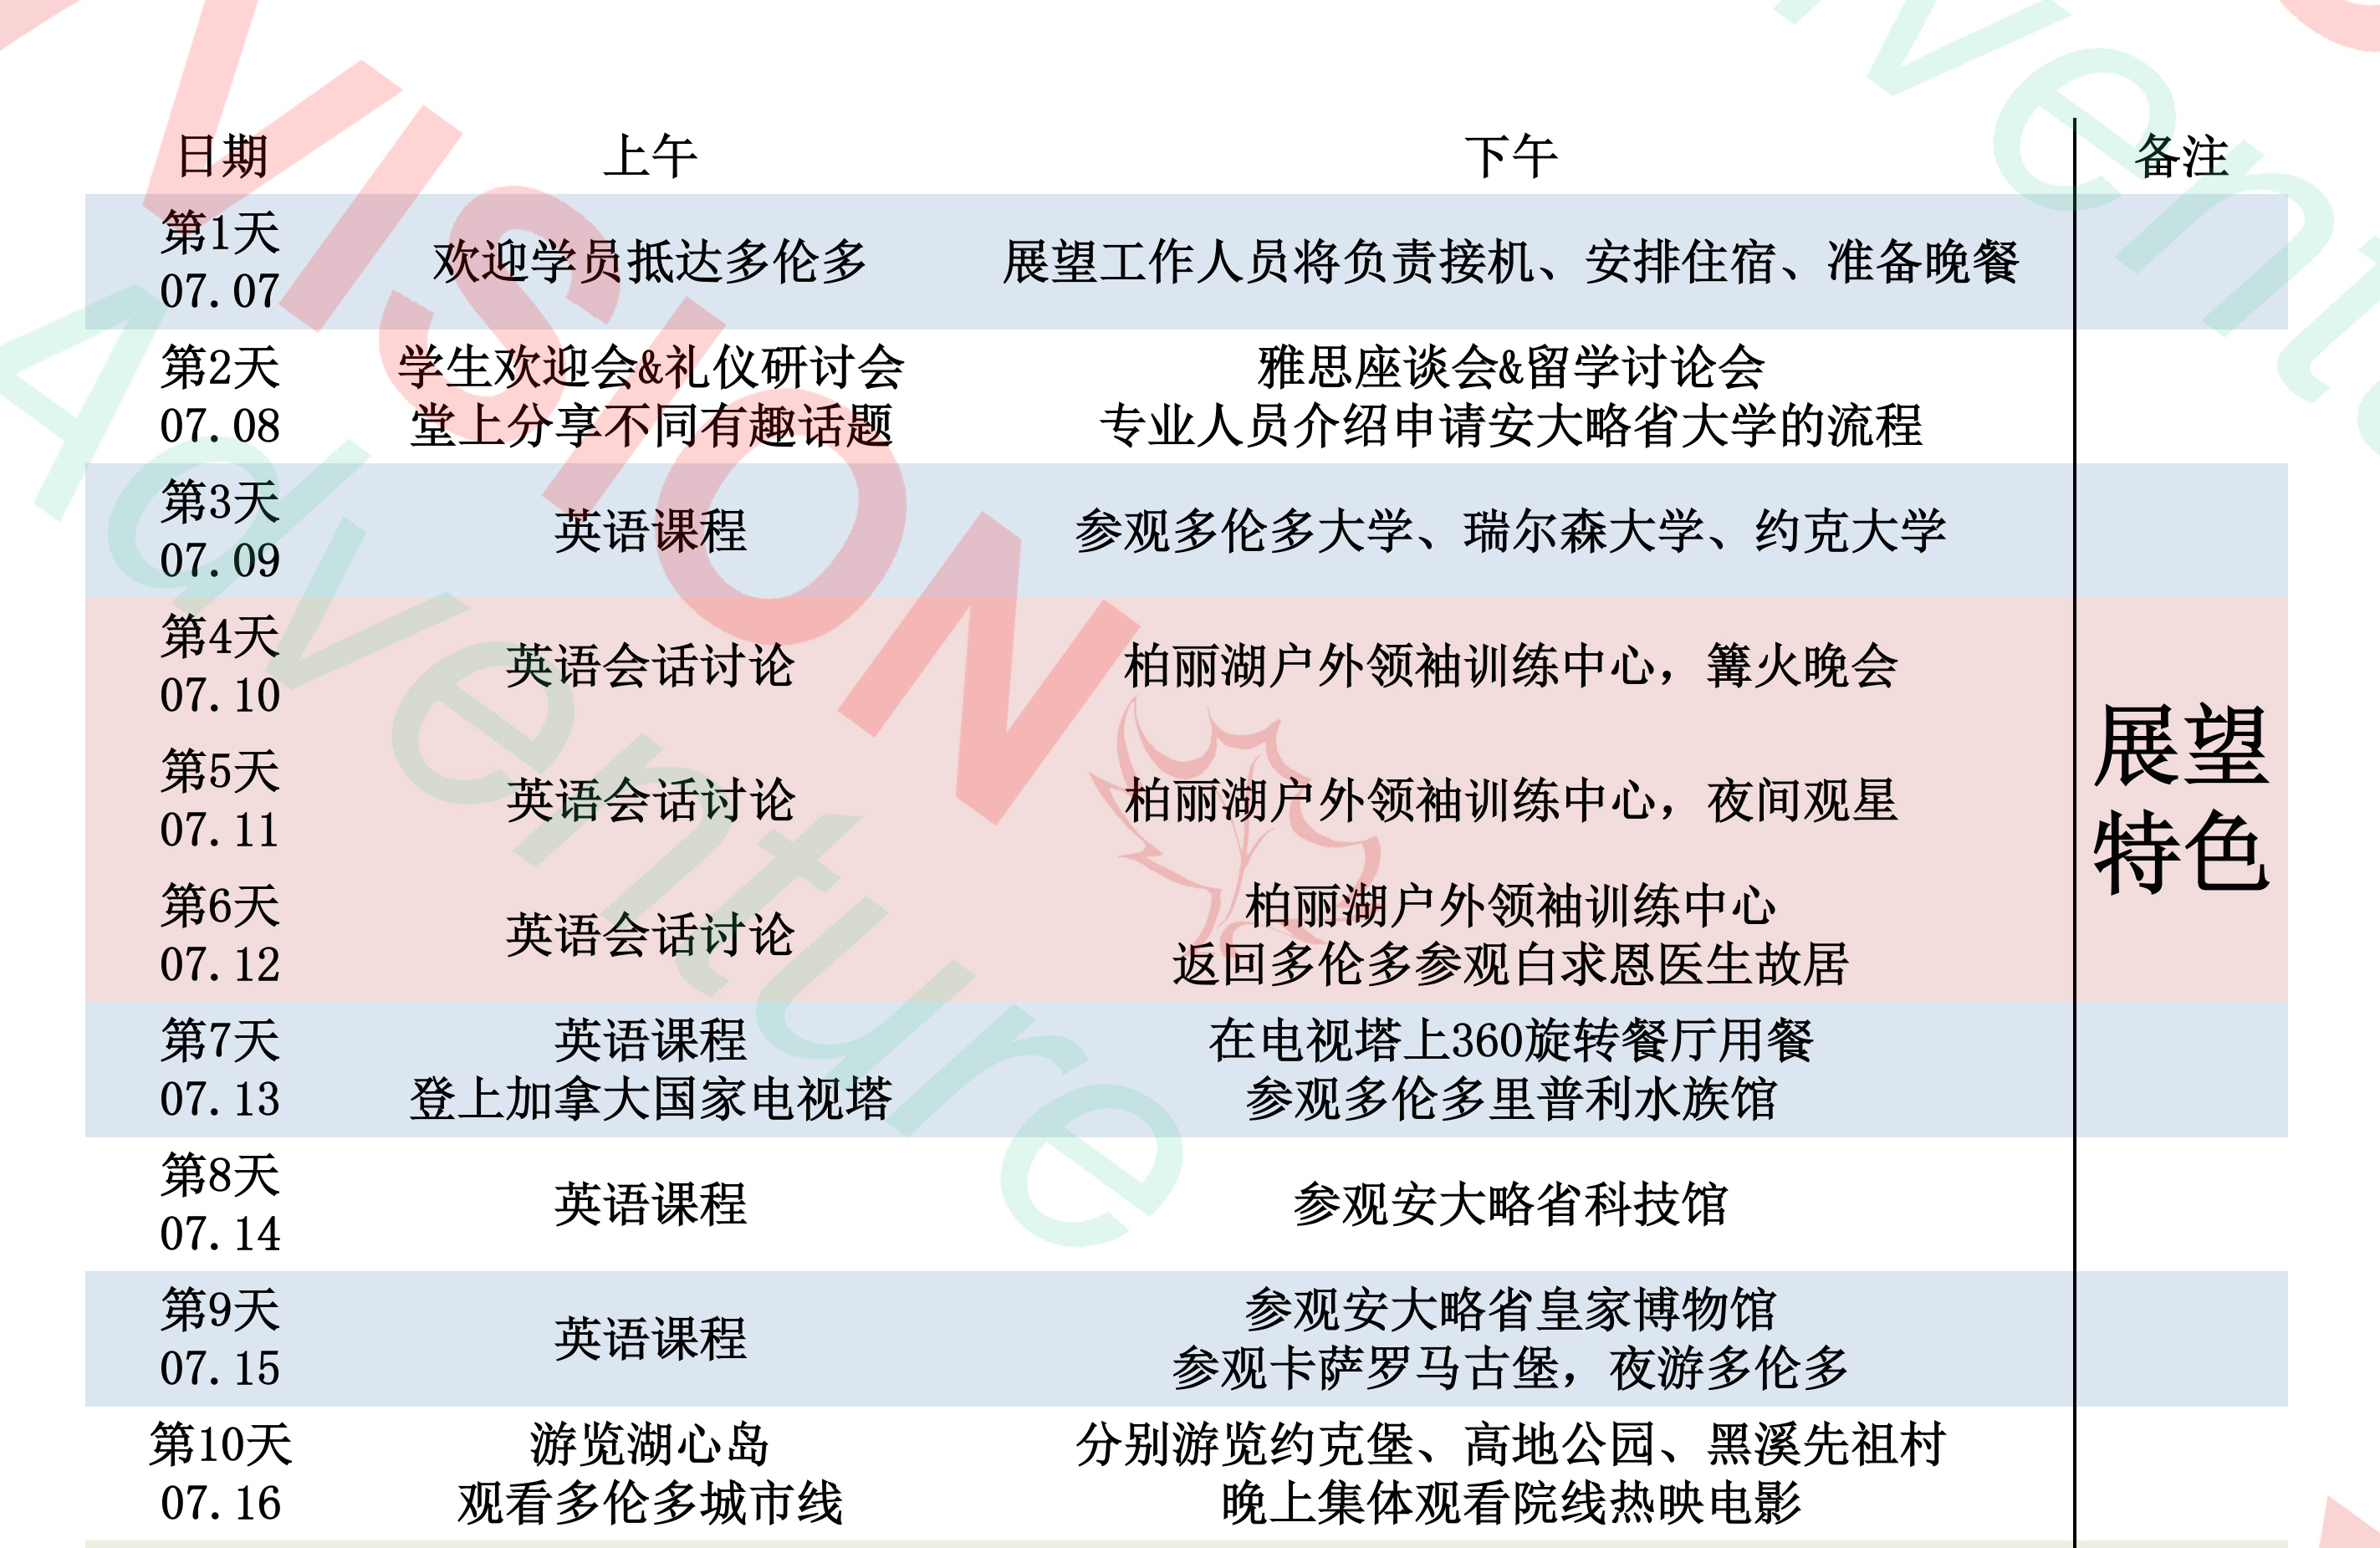 日期 上午 下午 备注
第1天
07.07
欢迎学员抵达多伦多
展望工作人员将负责接机、安排住宿、准备晚餐
第2天
07.08
学生欢迎会&礼仪研讨会
堂上分享不同有趣话题
雅思座谈会&留学讨论会
专业人员介绍申请安大略省大学的流程
第3天
07.09
英语课程
参观多伦多大学、瑞尔森大学、约克大学
第4天
07.10
英语会话讨论
柏丽湖户外领袖训练中心，篝火晚会
第5天
07.11
英语会话讨论
柏丽湖户外领袖训练中心，夜间观星
第6天
07.12
英语会话讨论
柏丽湖户外领袖训练中心
返回多伦多参观白求恩医生故居
展望
特色
第7天
07.13
英语课程
登上加拿大国家电视塔
在电视塔上360旋转餐厅用餐
参观多伦多里普利水族馆
第8天
07.14
英语课程
参观安大略省科技馆
第9天
07.15
英语课程
参观安大略省皇家博物馆
参观卡萨罗马古堡，夜游多伦多
第10天
07.16
游览湖心岛
观看多伦多城市线
分别游览约克堡、高地公园、黑溪先祖村
晚上集体观看院线热映电影
VISION
Adventure